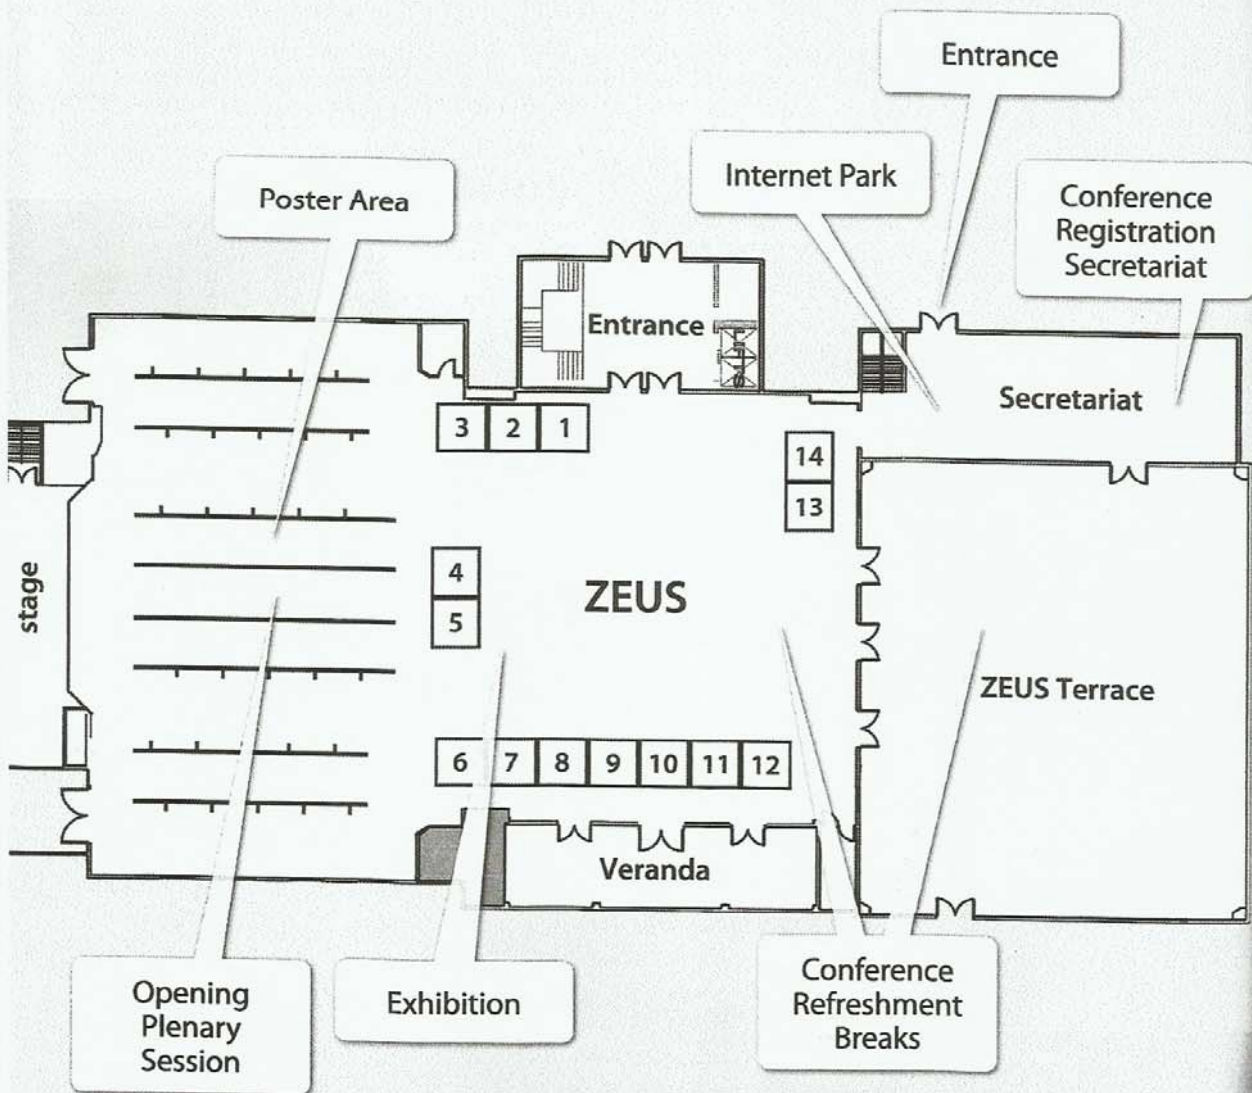 Entrance
Internet Park
Conference
Registration
Secretariat
Poster Area
Entrance
LIFTS
Secretariat
3 2 1
14
13
stage
4
5
ZEUS
ZEUS Terrace
6 7 8 9 10 11 12
Veranda
Opening
Plenary
Session
Exhibition
Conference
Refreshment
Breaks